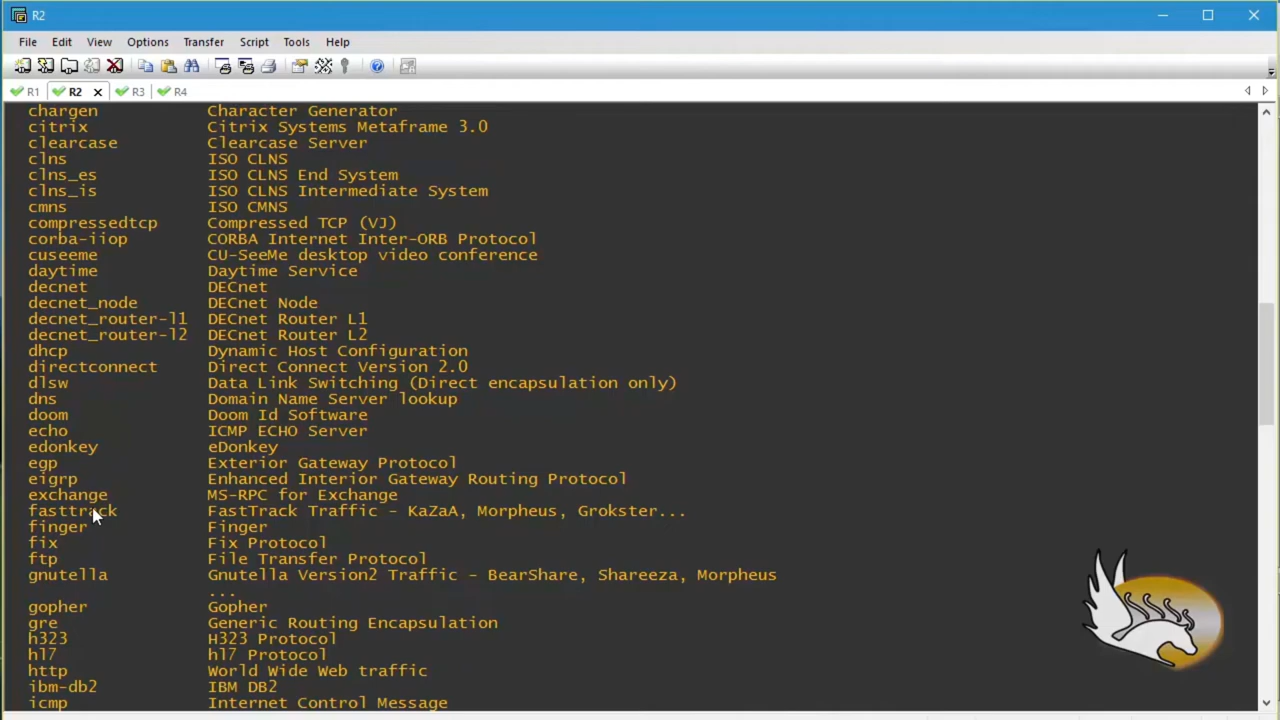 R2
File Edit View Options Transfer Script Tools Help
R1 R2 R3 R4
chargen Character Generator
citrix Citrix Systems Metaframe 3.0
clearcase Clearcase Server
clns ISO CLNS
clns_es ISO CLNS End System
clns_is ISO CLNS Intermediate System
cmns ISO CMNS
compressedtcp Compressed TCP (VJ)
corba-iiop CORBA Internet Inter-ORB Protocol
cuseeme CU-SeeMe desktop video conference
daytime Daytime Service
decnet DECnet
decnet_node DECnet Node
decnet_router-l1 DECnet Router L1
decnet_router-l2 DECnet Router L2
dhcp Dynamic Host Configuration
directconnect Direct Connect Version 2.0
dlsw Data Link Switching (Direct encapsulation only)
dns Domain Name Server lookup
doom Doom Id Software
echo ICMP ECHO Server
edonkey eDonkey
egp Exterior Gateway Protocol
eigrp Enhanced Interior Gateway Routing Protocol
exchange MS-RPC for Exchange
fasttrack FastTrack Traffic - KaZaA, Morpheus, Grokster...
finger Finger
fix Fix Protocol
ftp File Transfer Protocol
gnutella Gnutella Version2 Traffic - BearShare, Shareeza, Morpheus
...
gopher Gopher
gre Generic Routing Encapsulation
h323 H323 Protocol
hl7 hl7 Protocol
http World Wide Web traffic
ibm-db2 IBM DB2
icmp Internet Control Message